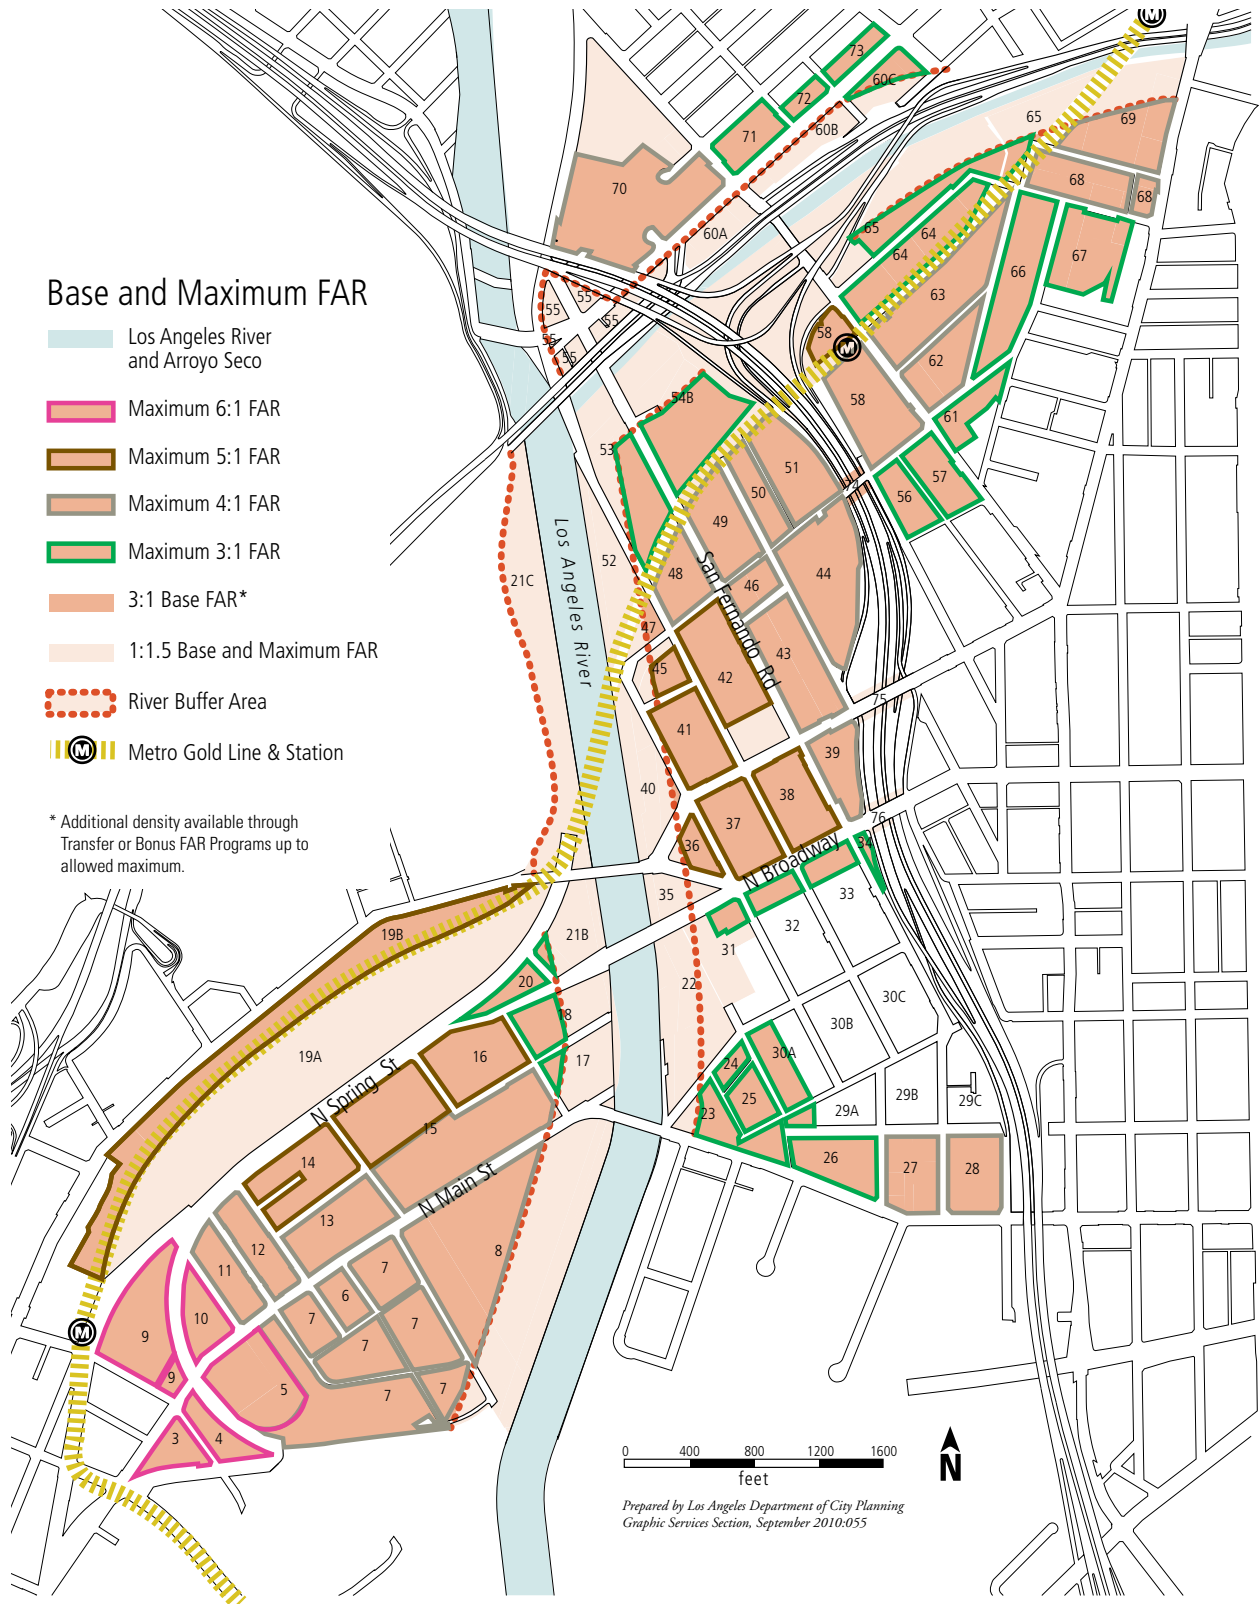 Base and Maximum FAR
Los Angeles River
and Arroyo Seco
Maximum 6:1 FAR
Maximum 5:1 FAR
Maximum 4:1 FAR
Maximum 3:1 FAR
3:1 Base FAR*
1:1.5 Base and Maximum FAR
River Buffer Area
M
Metro Gold Line & Station
* Additional density available through
Transfer or Bonus FAR Programs up to
allowed maximum.
M
73
60C
72
71
60B
65
69
70
68
68
60A
65
64
64
67
66
63
55
55
55
55
55
58
M
62
58
54B
61
53
51
50
74
57
56
49
Los Angeles River
52
21C
48
San Fernando Rd
46
44
47
45
43
42
75
41
39
40
38
37
76
36
N Broadway
34
35
33
32
31
19B
21B
20
22
30C
18
30B
19A
16
17
24
30A
N Spring St
25
29A
29B
29C
23
15
14
26
27
28
N Main St
13
12
8
11
7
6
10
7
7
9
7
M
9
5
7
7
3
4
0 400 800 1200 1600
feet
N
Prepared by Los Angeles Department of City Planning
Graphic Services Section, September 2010:055